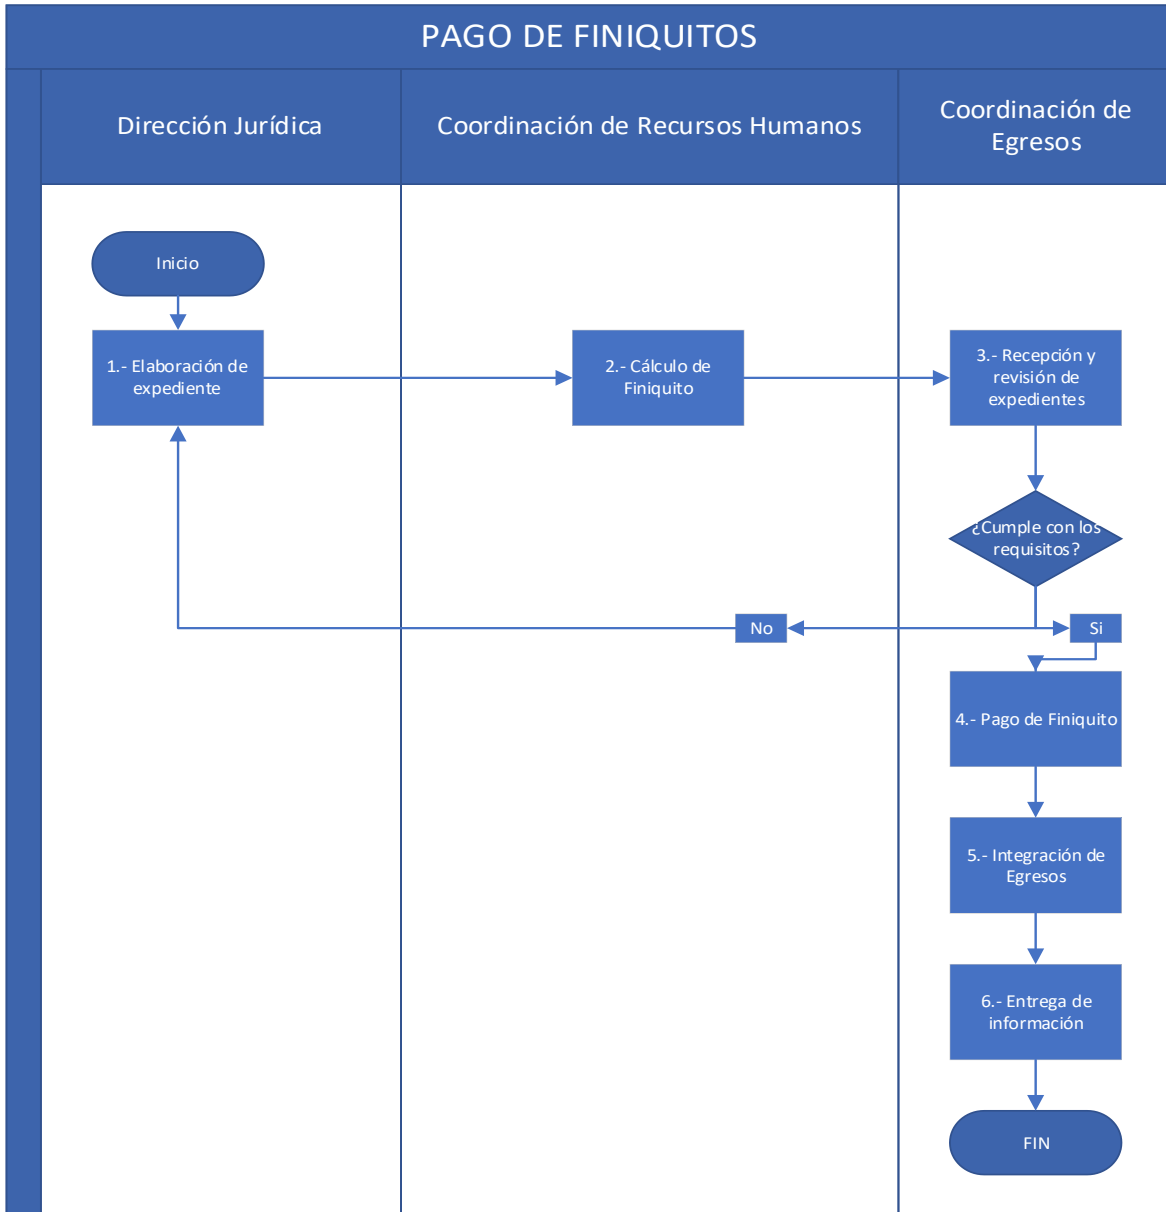 PAGO DE FINIQUITOS
Dirección Jurídica
Coordinación de Recursos Humanos
Coordinación de
Egresos
Inicio
1.- Elaboración de
expediente
2.- Cálculo de
Finiquito
3.- Recepción y
revisión de
expedientes
¿Cumple con los
requisitos?
No
Si
4.- Pago de Finiquito
5.- Integración de
Egresos
6.- Entrega de
información
FIN